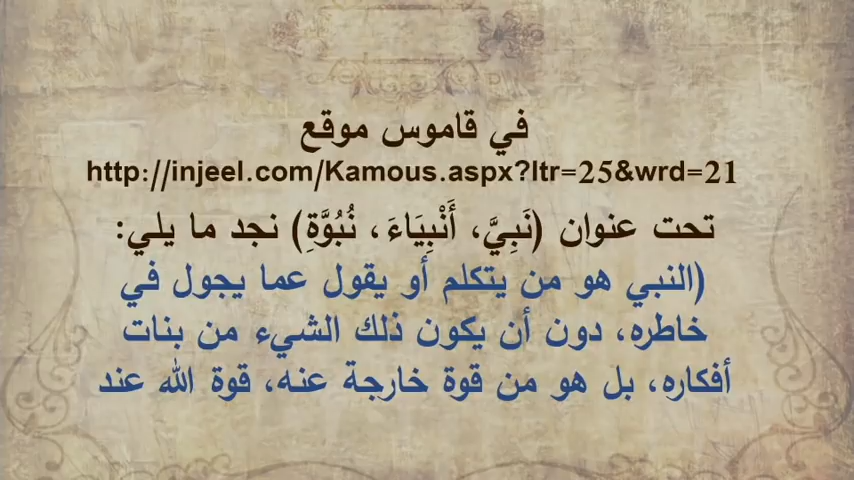 في قاموس موقع
http://injeel.com/Kamous.aspx?ltr=25&wrd=21
تحت عنوان (نَبِيَّ، أَنْبِيَاءَ، نُبُوَّةِ) نجد ما يلي:
(النبي هو من يتكلم أو يقول عما يجول في
خاطره، دون أن يكون ذلك الشيء من بنات
أفكاره، بل هو من قوة خارجة عنه، قوة الله عند